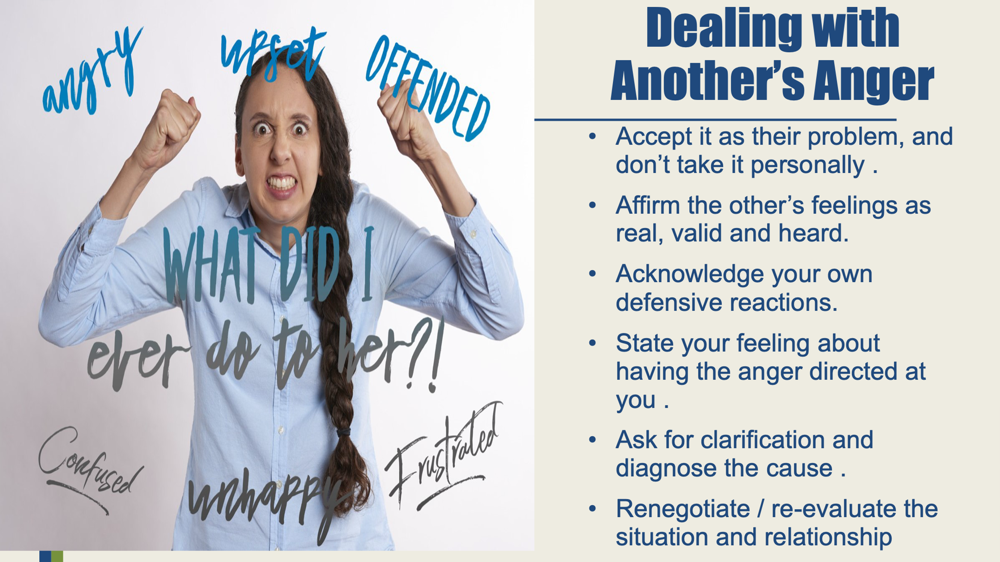 angry
upset
OFFENDED
WHAT DID I
ever do to her?!
Confused
unhappy
Frustrated
Dealing with
Another’s Anger
• Accept it as their problem, and
don’t take it personally .
• Affirm the other’s feelings as
real, valid and heard.
• Acknowledge your own
defensive reactions.
• State your feeling about
having the anger directed at
you .
• Ask for clarification and
diagnose the cause .
• Renegotiate / re-evaluate the
situation and relationship